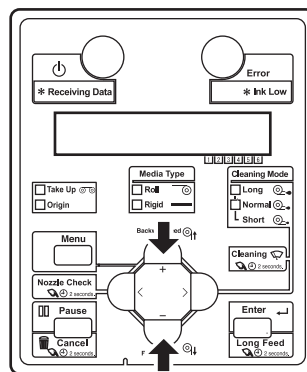 Error
* Receiving Data
* Ink Low
1 2 3 4 5 6
Media Type
Cleaning Mode
Take Up
Roll
Long
Origin
Rigid
Normal
Short
Menu
Cleaning
2 seconds.
+
Nozzle Check
2 seconds.
< >
Pause
Enter
–
Cancel
2 seconds.
Long Feed
2 seconds.
F